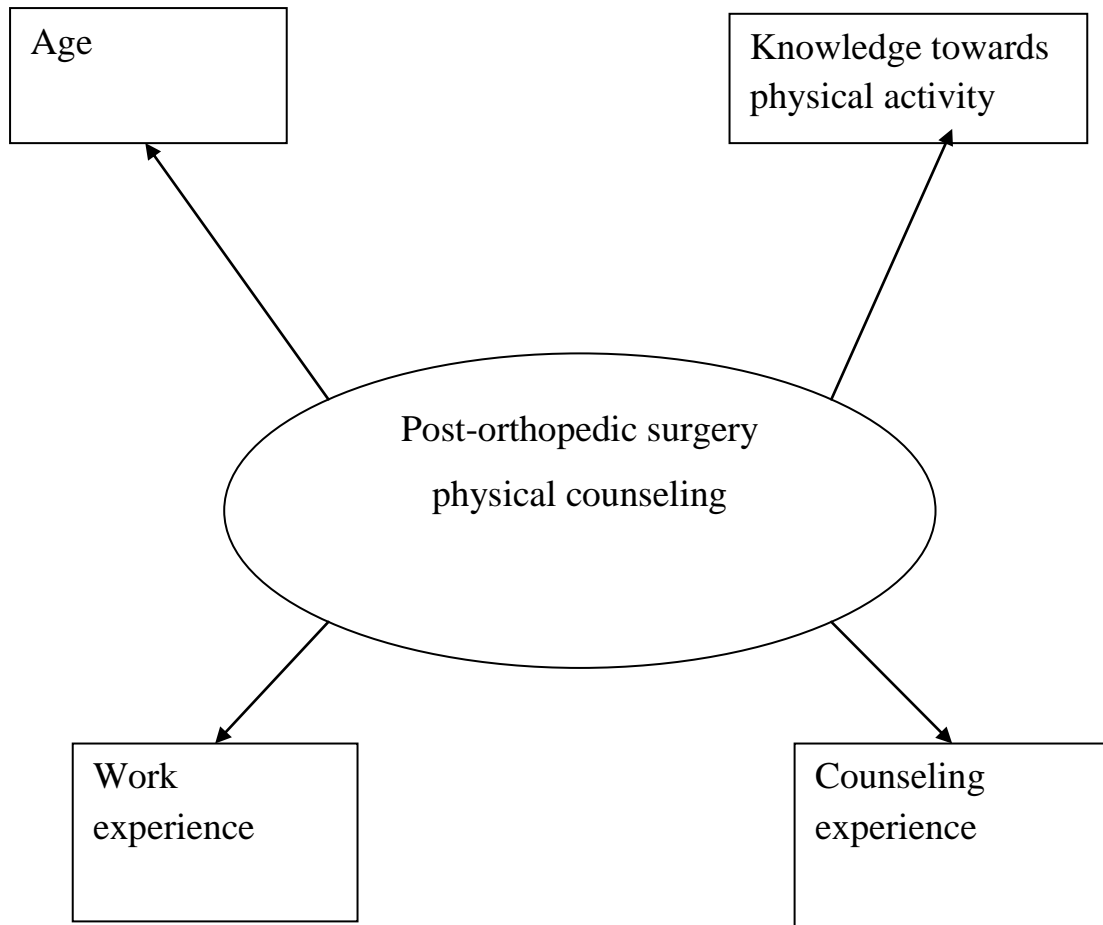 Age
Knowledge towards
physical activity
Post-orthopedic surgery
physical counseling
Work
experience
Counseling
experience